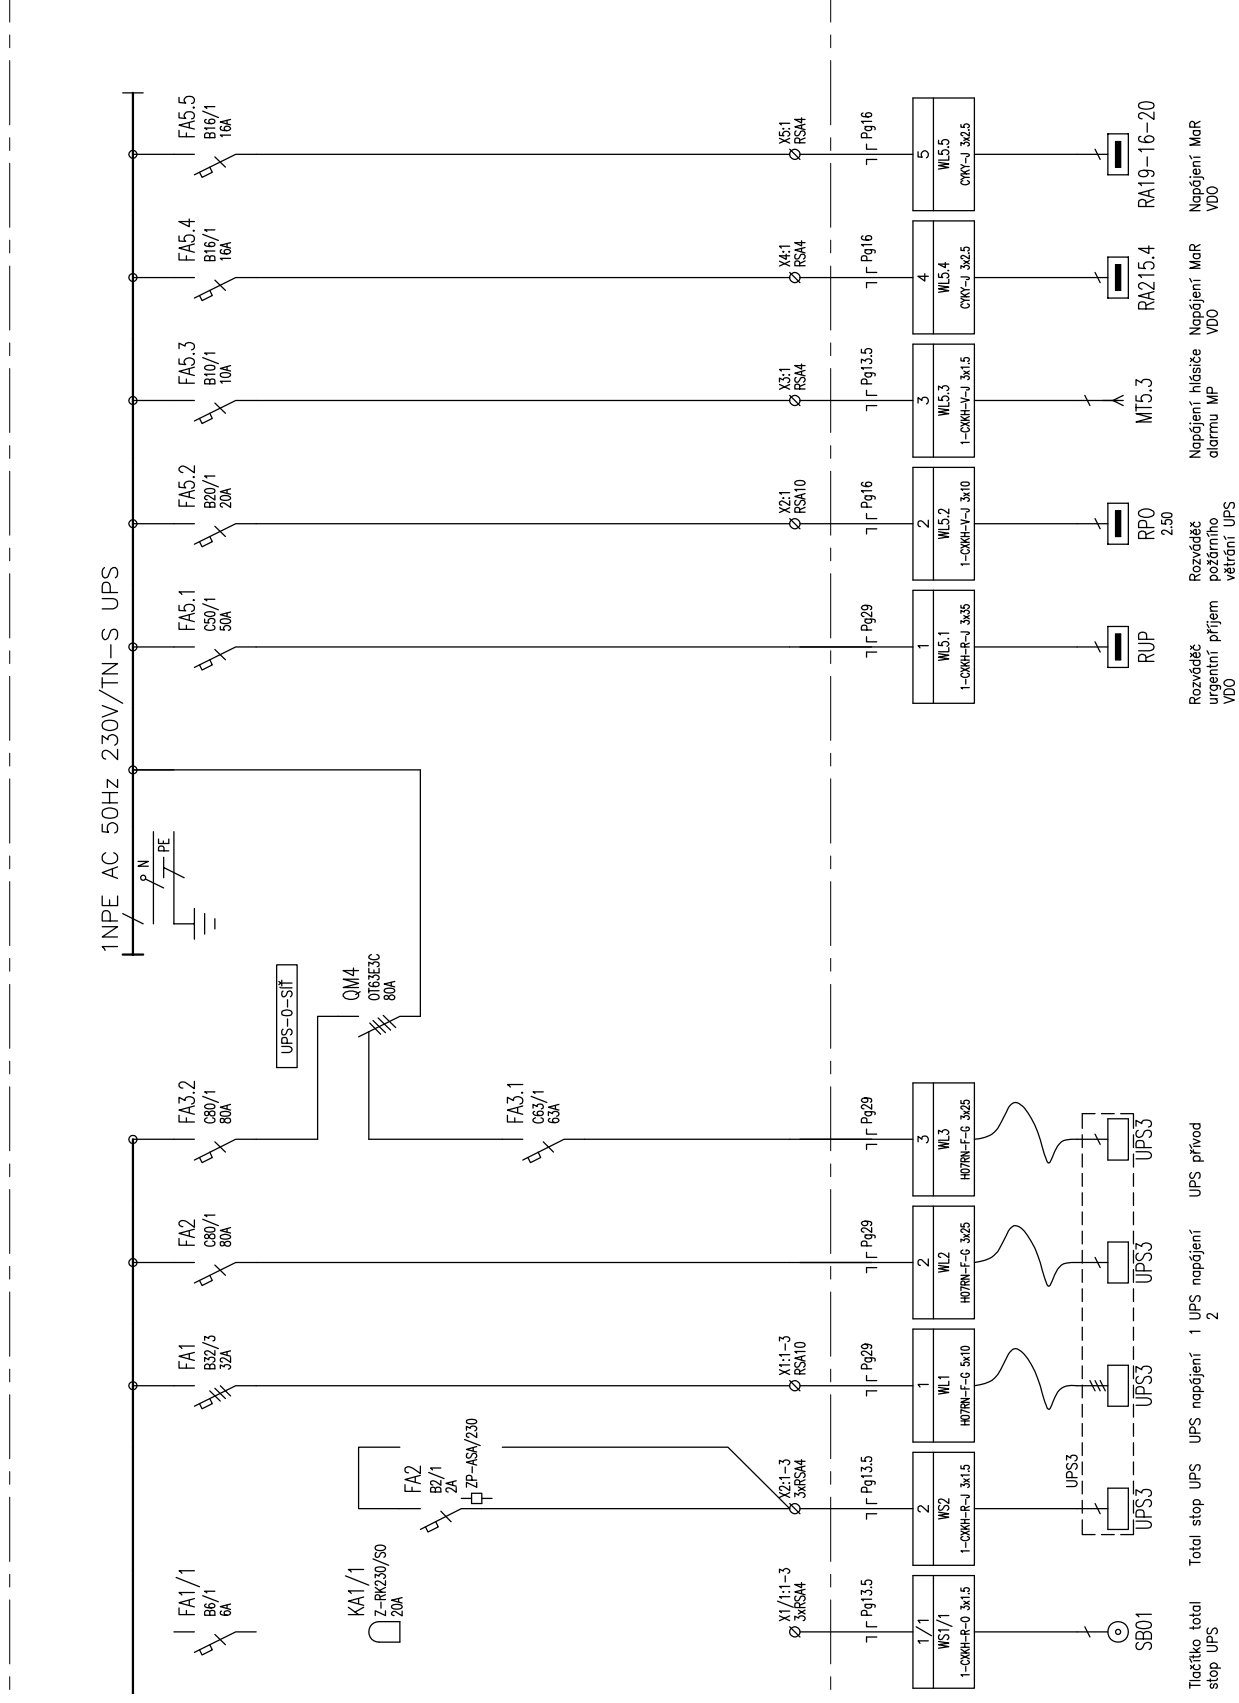 FA1/1
B6/1
6A
KA1/1
Z-RK230/SO
20A
X1/1:1-3
3xRSA4
Pg13.5
1/1
WS1/1
1-CXKH-R-O 3x1.5
SB01
Tlačítko total
stop UPS
FA2
B2/1
2A
ZP-ASA/230
X2:1-3
3xRSA4
Pg13.5
2
WS2
1-CXKH-R-J 3x1.5
UPS3
UPS3
Total stop UPS
FA1
B32/3
32A
X1:1-3
RSA10
Pg29
1
WL1
H07RN-F-G 5x10
UPS3
UPS napájení 1
FA2
C80/1
80A
Pg29
2
WL2
H07RN-F-G 3x25
UPS3
UPS napájení
2
FA3.2
C80/1
80A
FA3.1
C63/1
63A
Pg29
3
WL3
H07RN-F-G 3x25
UPS3
UPS přívod
UPS-0-SÍŤ
QM4
OT63E3C
80A
1NPE AC 50Hz 230V/TN-S UPS
N
PE
FA5.1
C50/1
50A
Pg29
1
WL5.1
1-CXKH-R-J 3x35
RUP
Rozváděč
urgentní příjem
VDO
FA5.2
B20/1
20A
X2:1
RSA10
Pg16
2
WL5.2
1-CXKH-V-J 3x10
RPO
2.50
Rozváděč
požárního
větrání UPS
FA5.3
B10/1
10A
X3:1
RSA4
Pg13.5
3
WL5.3
1-CXKH-V-J 3x1.5
MT5.3
Napájení hlásiče
alarmu MP
FA5.4
B16/1
16A
X4:1
RSA4
Pg16
4
WL5.4
CYKY-J 3x2.5
RA215.4
Napájení MaR
VDO
FA5.5
B16/1
16A
X5:1
RSA4
Pg16
5
WL5.5
CYKY-J 3x2.5
RA19-16-20
Napájení MaR
VDO